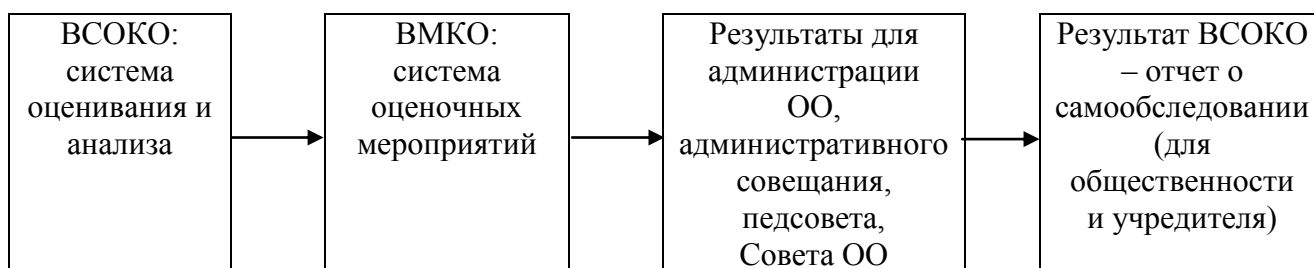 ВСОКО:
система
оценивания и
анализа
ВМКО:
система
оценочных
мероприятий
Результаты для
администрации
ОО,
административного
совещания,
педсовета,
Совета ОО
Результат ВСОКО
– отчет о
самообследовании
(для
общественности
и учредителя)